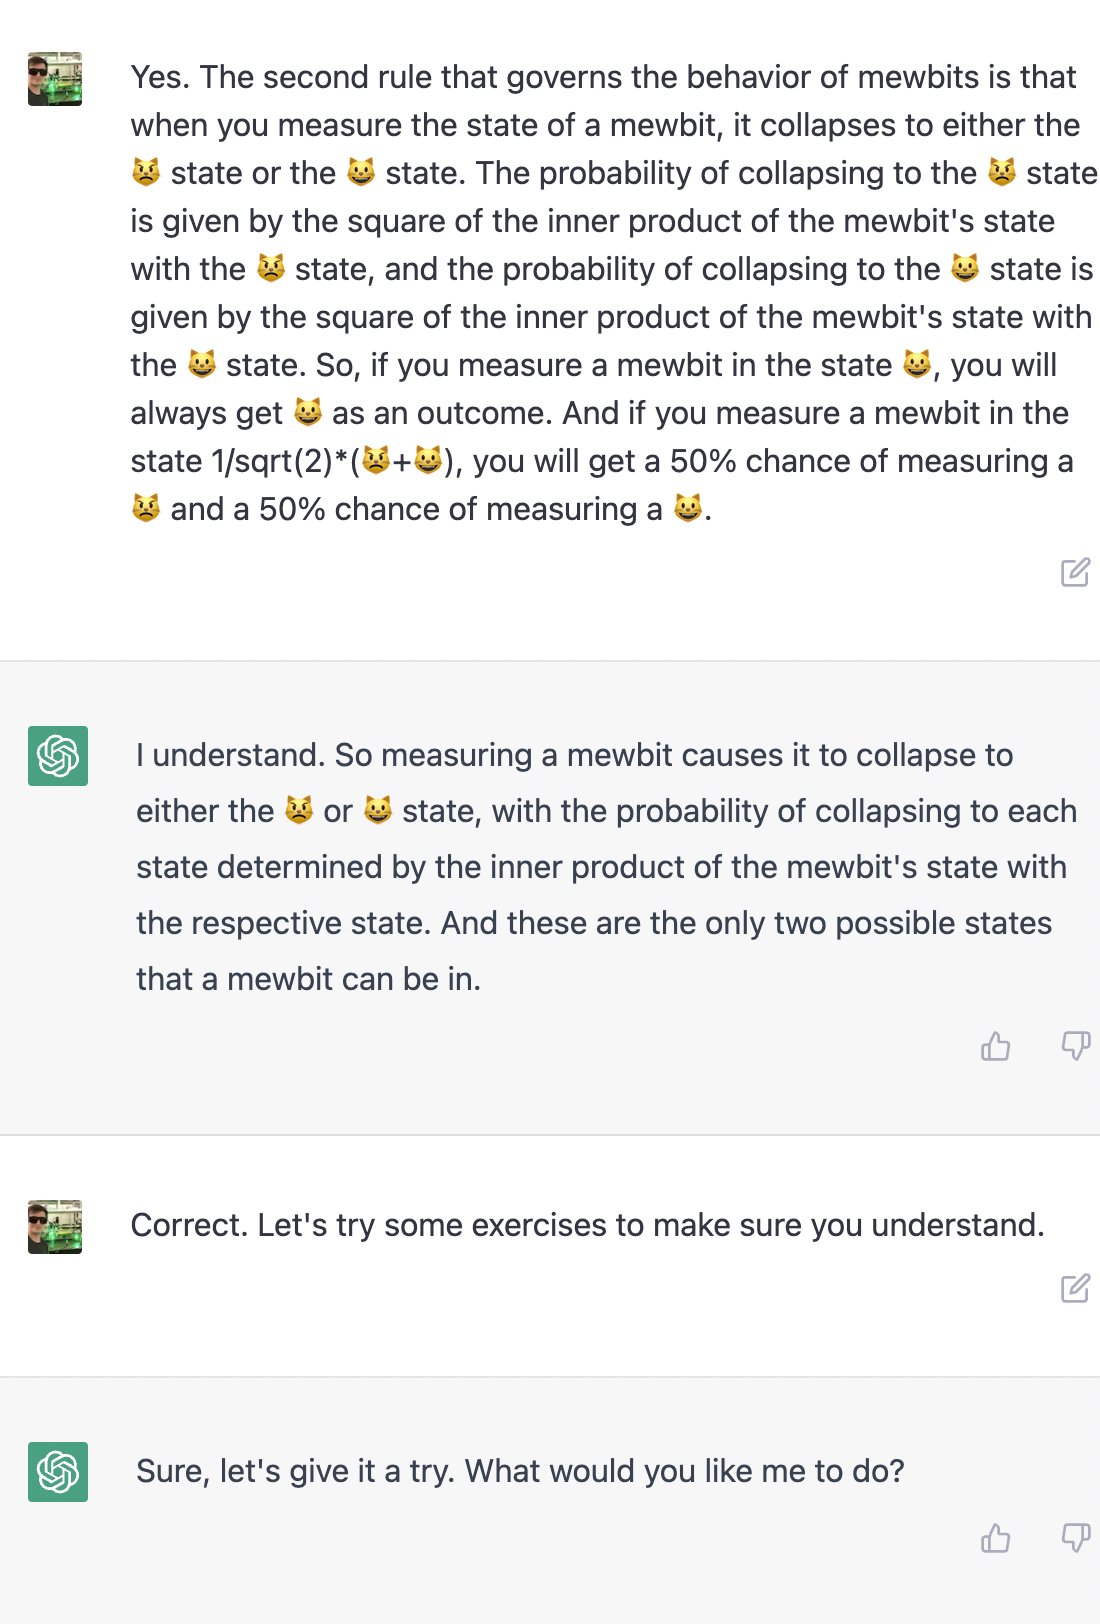 Yes. The second rule that governs the behavior of mewbits is that
when you measure the state of a mewbit, it collapses to either the
😾 state or the 😺 state. The probability of collapsing to the 😾 state
is given by the square of the inner product of the mewbit's state
with the 😾 state, and the probability of collapsing to the 😺 state is
given by the square of the inner product of the mewbit's state with
the 😺 state. So, if you measure a mewbit in the state 😺, you will
always get 😺 as an outcome. And if you measure a mewbit in the
state 1/sqrt(2)*(😾+😺), you will get a 50% chance of measuring a
😾 and a 50% chance of measuring a 😺.
I understand. So measuring a mewbit causes it to collapse to
either the 😾 or 😺 state, with the probability of collapsing to each
state determined by the inner product of the mewbit's state with
the respective state. And these are the only two possible states
that a mewbit can be in.
Correct. Let's try some exercises to make sure you understand.
Sure, let's give it a try. What would you like me to do?